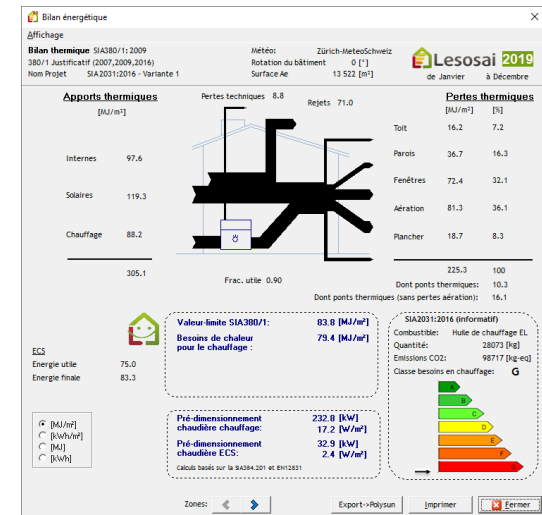 Bilan énergétique
Affichage
Bilan thermique SIA380/1: 2009
380/1 Justificatif (2007,2009,2016)
Nom Projet SIA2031:2016 - Variante 1
Météo: Zürich-MeteoSchweiz
Rotation du bâtiment 0 [°]
Surface Ae 13 522 [m²]
Lesosai 2019
de Janvier à Décembre
Apports thermiques
[MJ/m²]
Internes 97.6
Solaires 119.3
Chauffage 88.2
305.1
Pertes techniques 8.8
Rejets 71.0
Frac. utile 0.90
Pertes thermiques
[MJ/m²] [%]
Toit 16.2 7.2
Parois 36.7 16.3
Fenêtres 72.4 32.1
Aération 81.3 36.1
Plancher 18.7 8.3
225.3 100
Dont ponts thermiques: 10.3
Dont ponts thermiques (sans pertes aération): 16.1
ECS
Energie utile 75.0
Energie finale 83.3
Valeur-limite SIA380/1: 83.8 [MJ/m²]
Besoins de chaleur
pour le chauffage : 79.4 [MJ/m²]
SIA2031:2016 (informatif)
Combustible: Huile de chauffage EL
Quantité: 28073 [kg]
Emissions CO2: 98717 [kg-eq]
Classe besoins en chauffage: G
A
B
C
D
E
F
G
[MJ/m²]
[kWh/m²]
[MJ]
[kWh]
Pré-dimensionnement
chaudière chauffage: 232.8 [kW]
17.2 [W/m²]
Pré-dimensionnement
chaudière ECS: 32.9 [kW]
2.4 [W/m²]
Calculs basés sur la SIA384.201 et EN12831
Zones:
Export->Polysun
Imprimer
Fermer